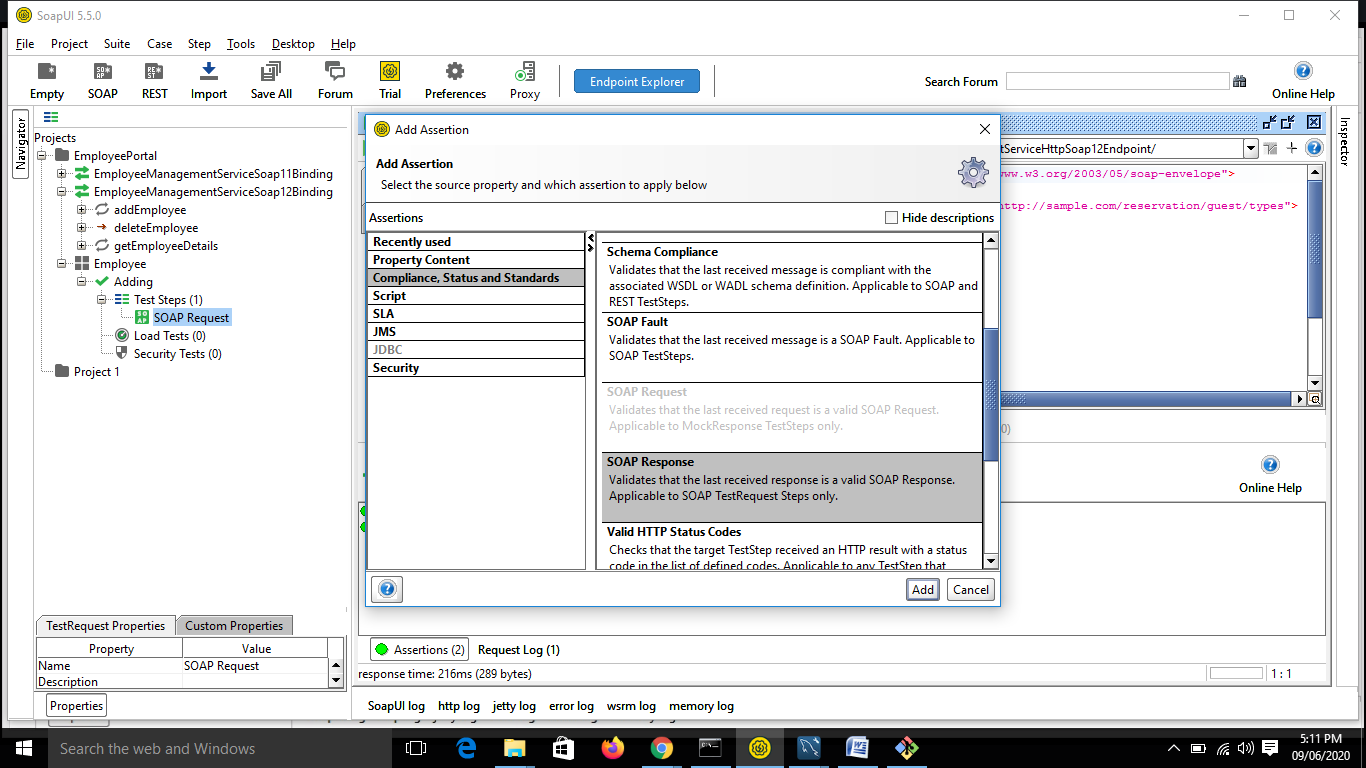 SoapUI 5.5.0
File Project Suite Case Step Tools Desktop Help
Empty SOAP REST Import Save All Forum Trial Preferences Proxy Endpoint Explorer Search Forum Online Help
Navigator
Projects
EmployeePortal
EmployeeManagementServiceSoap11Binding
EmployeeManagementServiceSoap12Binding
addEmployee
deleteEmployee
getEmployeeDetails
Employee
Adding
Test Steps (1)
SOAP Request
Load Tests (0)
Security Tests (0)
Project 1
TestRequest Properties Custom Properties
Property Value
Name SOAP Request
Description
Properties
Add Assertion
Add Assertion
Select the source property and which assertion to apply below
Assertions Hide descriptions
Recently used
Property Content
Compliance, Status and Standards
Script
SLA
JMS
JDBC
Security
Schema Compliance
Validates that the last received message is compliant with the
associated WSDL or WADL schema definition. Applicable to SOAP and
REST TestSteps.
SOAP Fault
Validates that the last received message is a SOAP Fault. Applicable to
SOAP TestSteps.
SOAP Request
Validates that the last received request is a valid SOAP Request.
Applicable to MockResponse TestSteps only.
SOAP Response
Validates that the last received response is a valid SOAP Response.
Applicable to SOAP TestRequest Steps only.
Valid HTTP Status Codes
Checks that the target TestStep received an HTTP result with a status
code in the list of defined codes. Applicable to any TestStep that
Add Cancel
tServiceHttpSoap12Endpoint/
ww.w3.org/2003/05/soap-envelope">
http://sample.com/reservation/guest/types">
Inspector
0)
Online Help
Assertions (2) Request Log (1)
response time: 216ms (289 bytes) 1 : 1
SoapUI log http log jetty log error log wsrm log memory log
Search the web and Windows
5:11 PM
09/06/2020